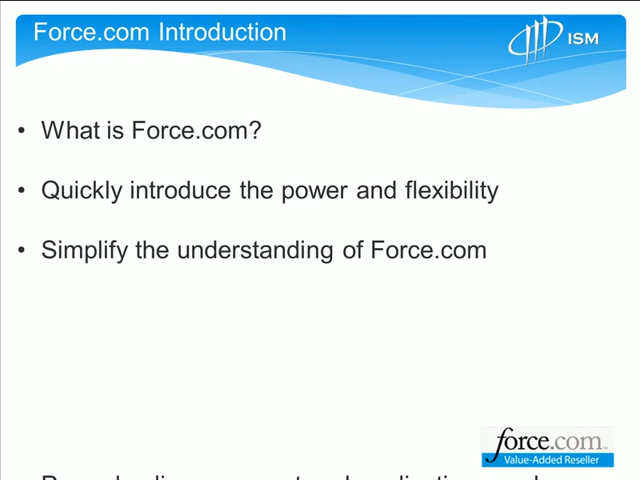 Force.com Introduction
ISM
• What is Force.com?
• Quickly introduce the power and flexibility
• Simplify the understanding of Force.com
force.com
Value-Added Reseller